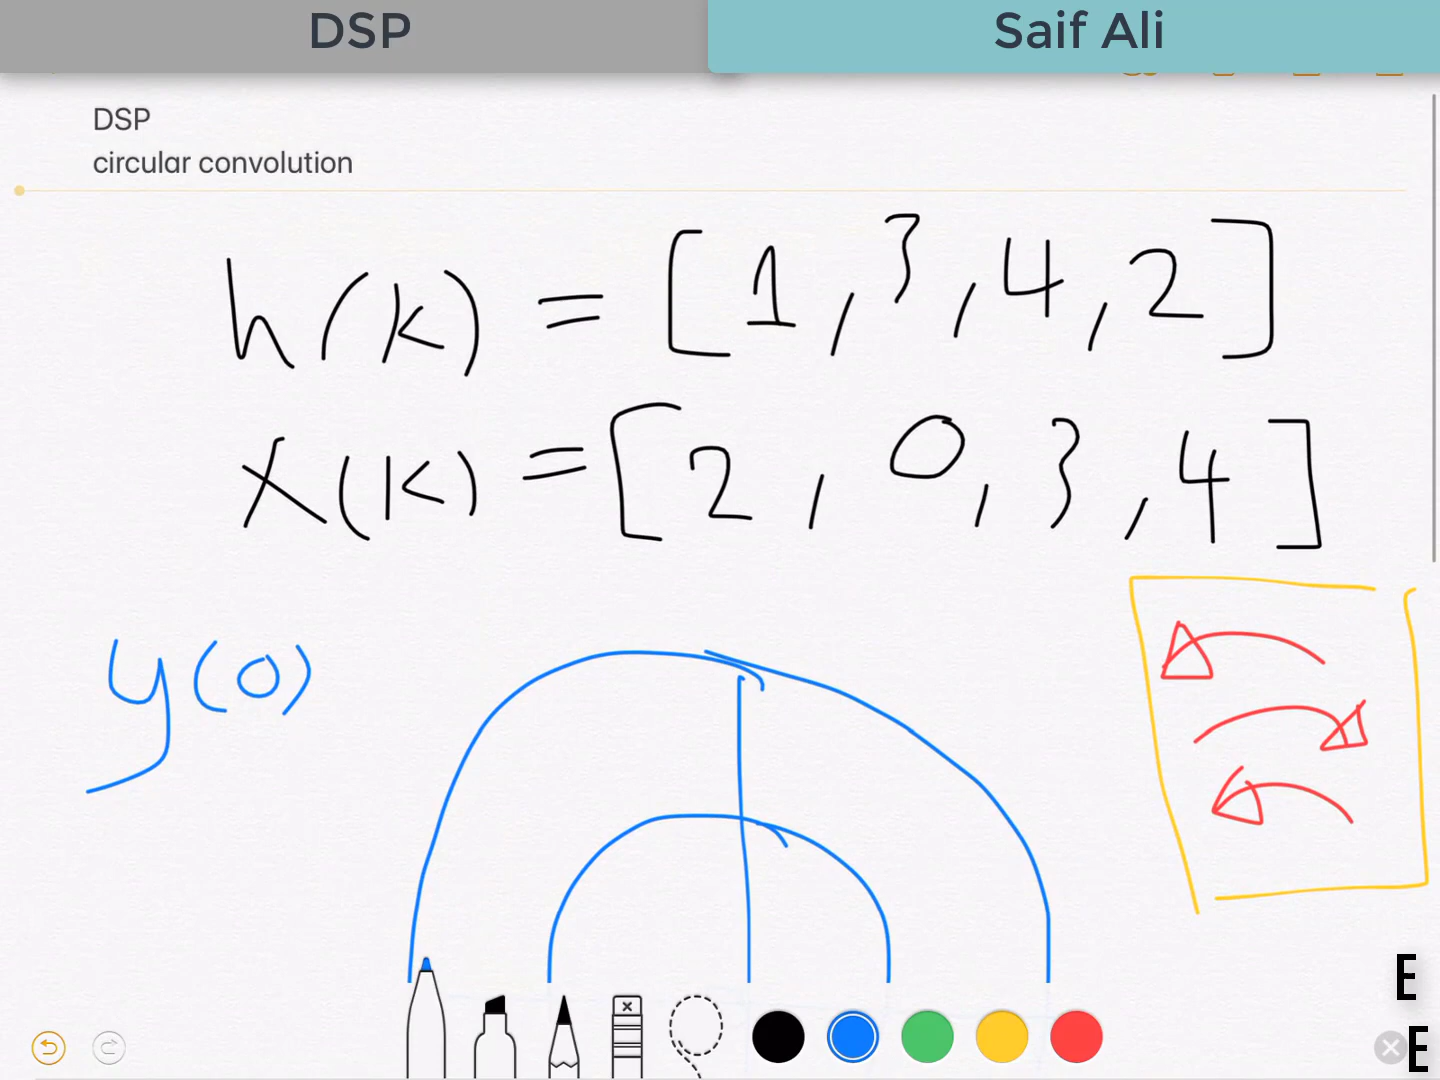 DSP
Saif Ali
DSP
circular convolution
h(k) = [1, 3, 4, 2]
x(k) = [2, 0, 3, 4]
y(0)
E
E